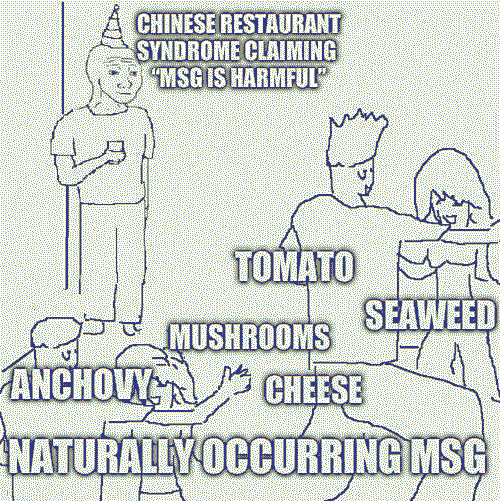 CHINESE RESTAURANT
SYNDROME CLAIMING
"MSG IS HARMFUL"
TOMATO
SEAWEED
MUSHROOMS
ANCHOVY
CHEESE
NATURALLY OCCURRING MSG